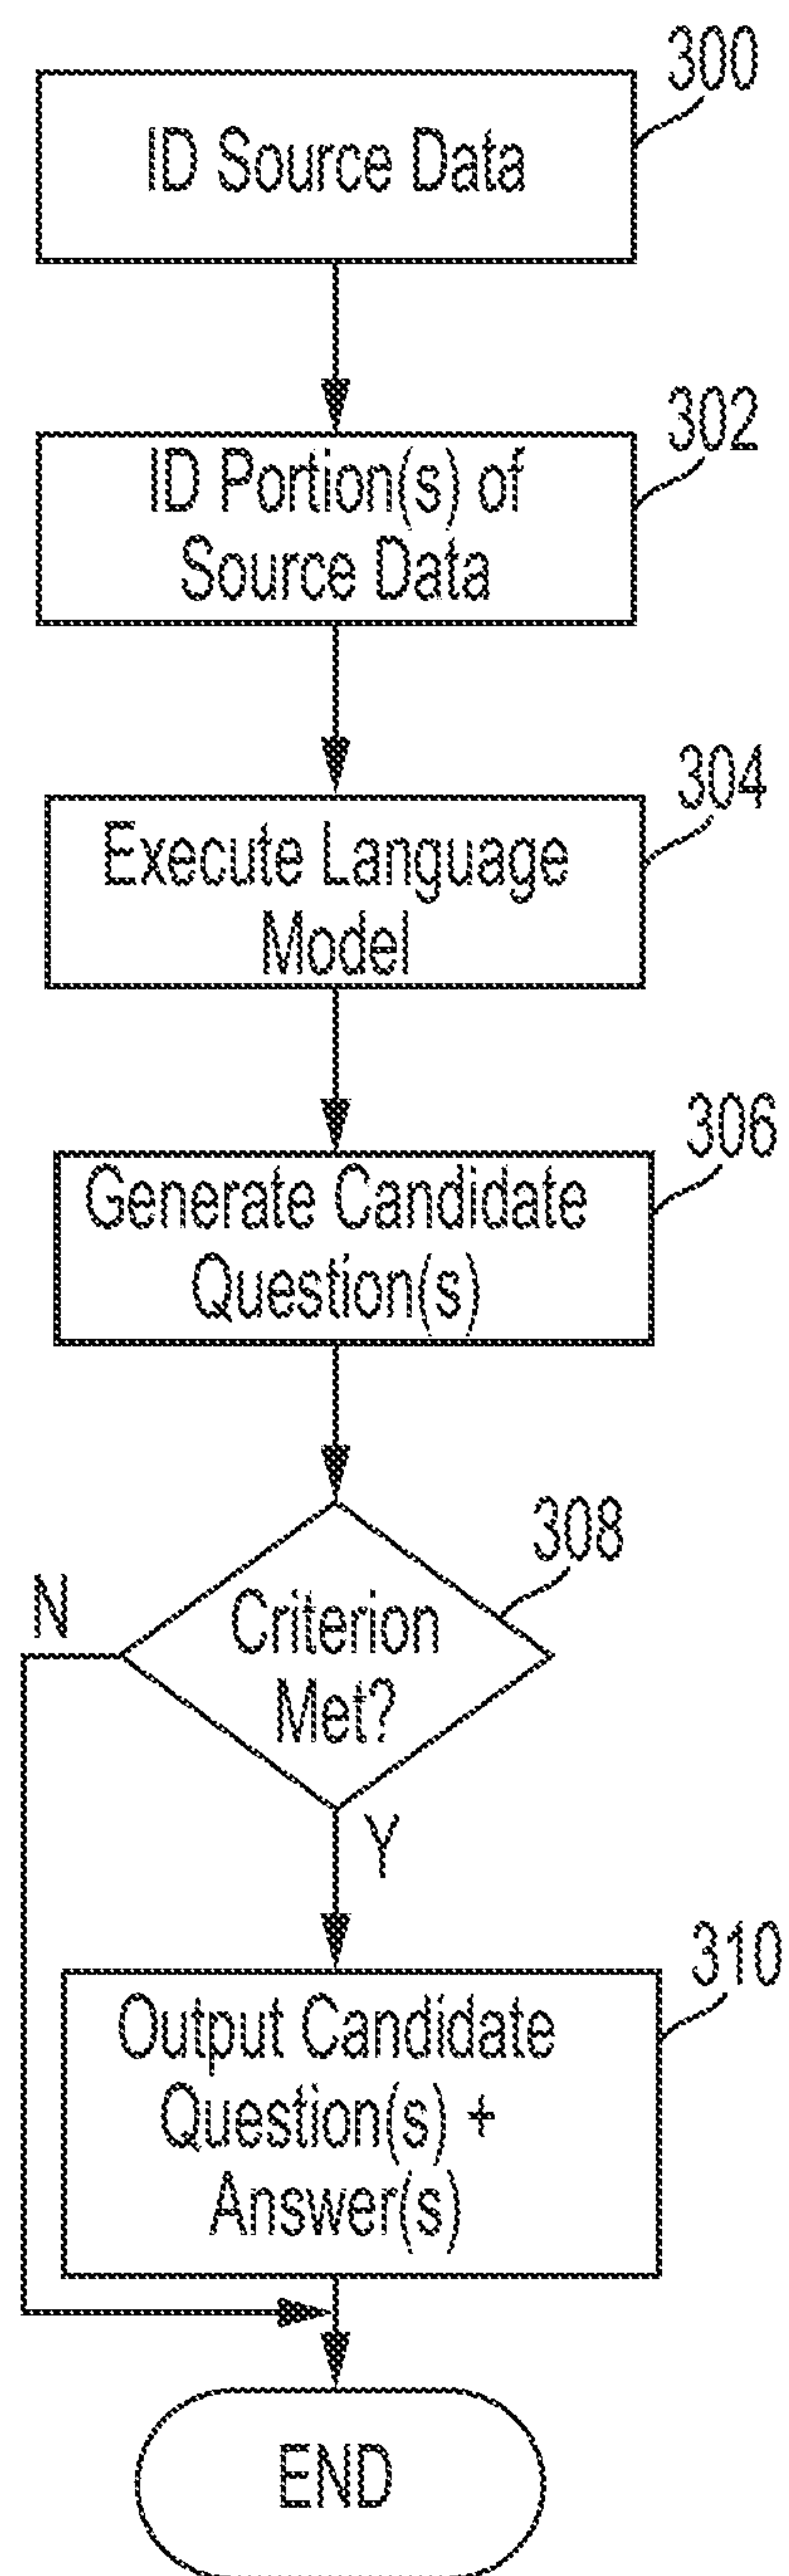 300
ID Source Data
302
ID Portion(s) of
Source Data
304
Execute Language
Model
306
Generate Candidate
Question(s)
308
N
Criterion
Met?
Y
310
Output Candidate
Question(s) +
Answer(s)
END